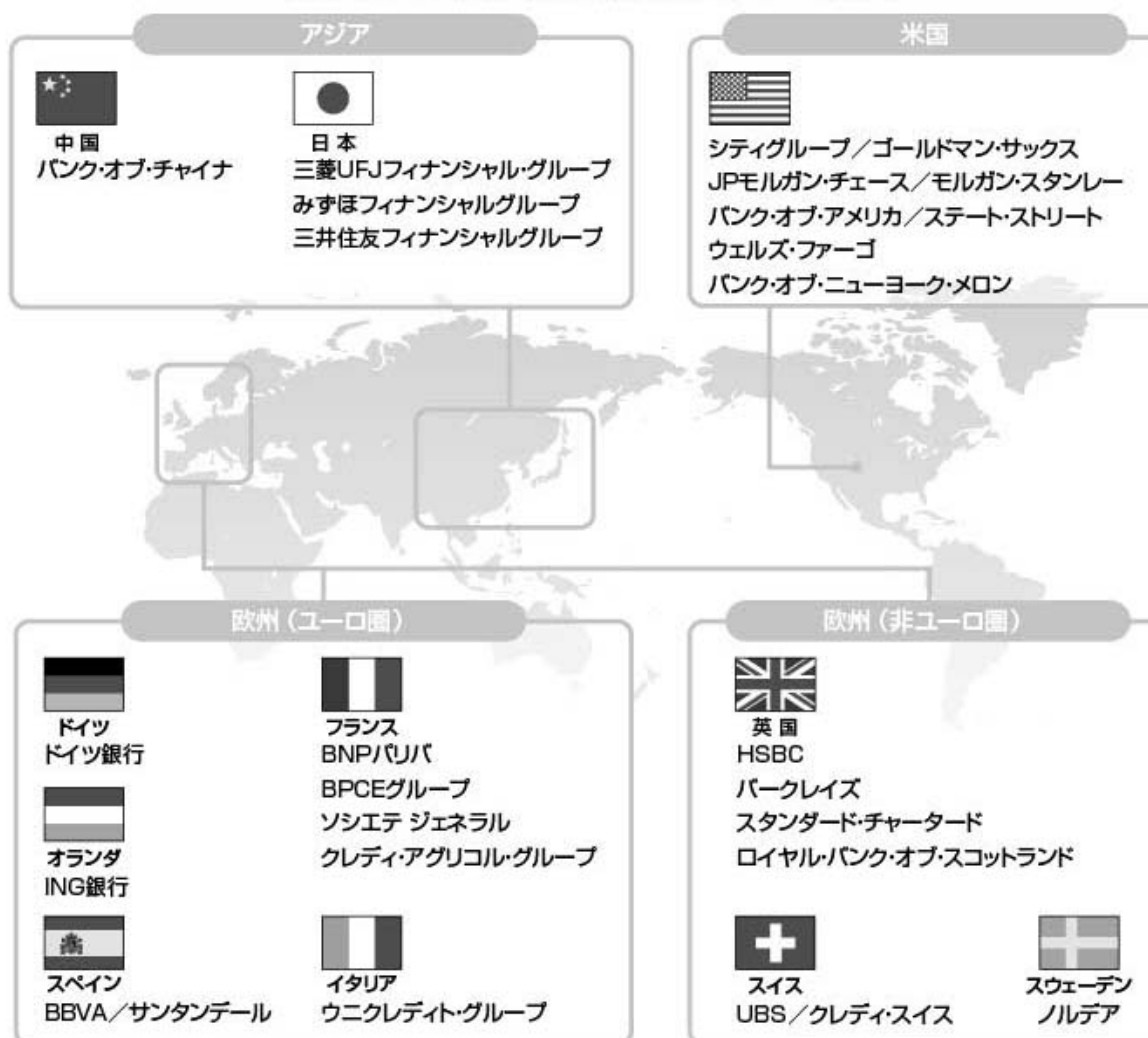 アジア
中国
バンク・オブ・チャイナ
日本
三菱UFJフィナンシャル・グループ
みずほフィナンシャルグループ
三井住友フィナンシャルグループ
米国
シティグループ／ゴールドマン・サックス
JPモルガン・チェース／モルガン・スタンレー
バンク・オブ・アメリカ／ステート・ストリート
ウェルズ・ファーゴ
バンク・オブ・ニューヨーク・メロン
欧州（ユーロ圏）
ドイツ
ドイツ銀行
フランス
BNPパリバ
BPCEグループ
ソシエテ ジェネラル
クレディ・アグリコル・グループ
オランダ
ING銀行
スペイン
BBVA／サンタンデール
イタリア
ウニクレディト・グループ
欧州（非ユーロ圏）
英国
HSBC
バークレイズ
スタンダード・チャータード
ロイヤル・バンク・オブ・スコットランド
スイス
UBS／クレディ・スイス
スウェーデン
ノルデア